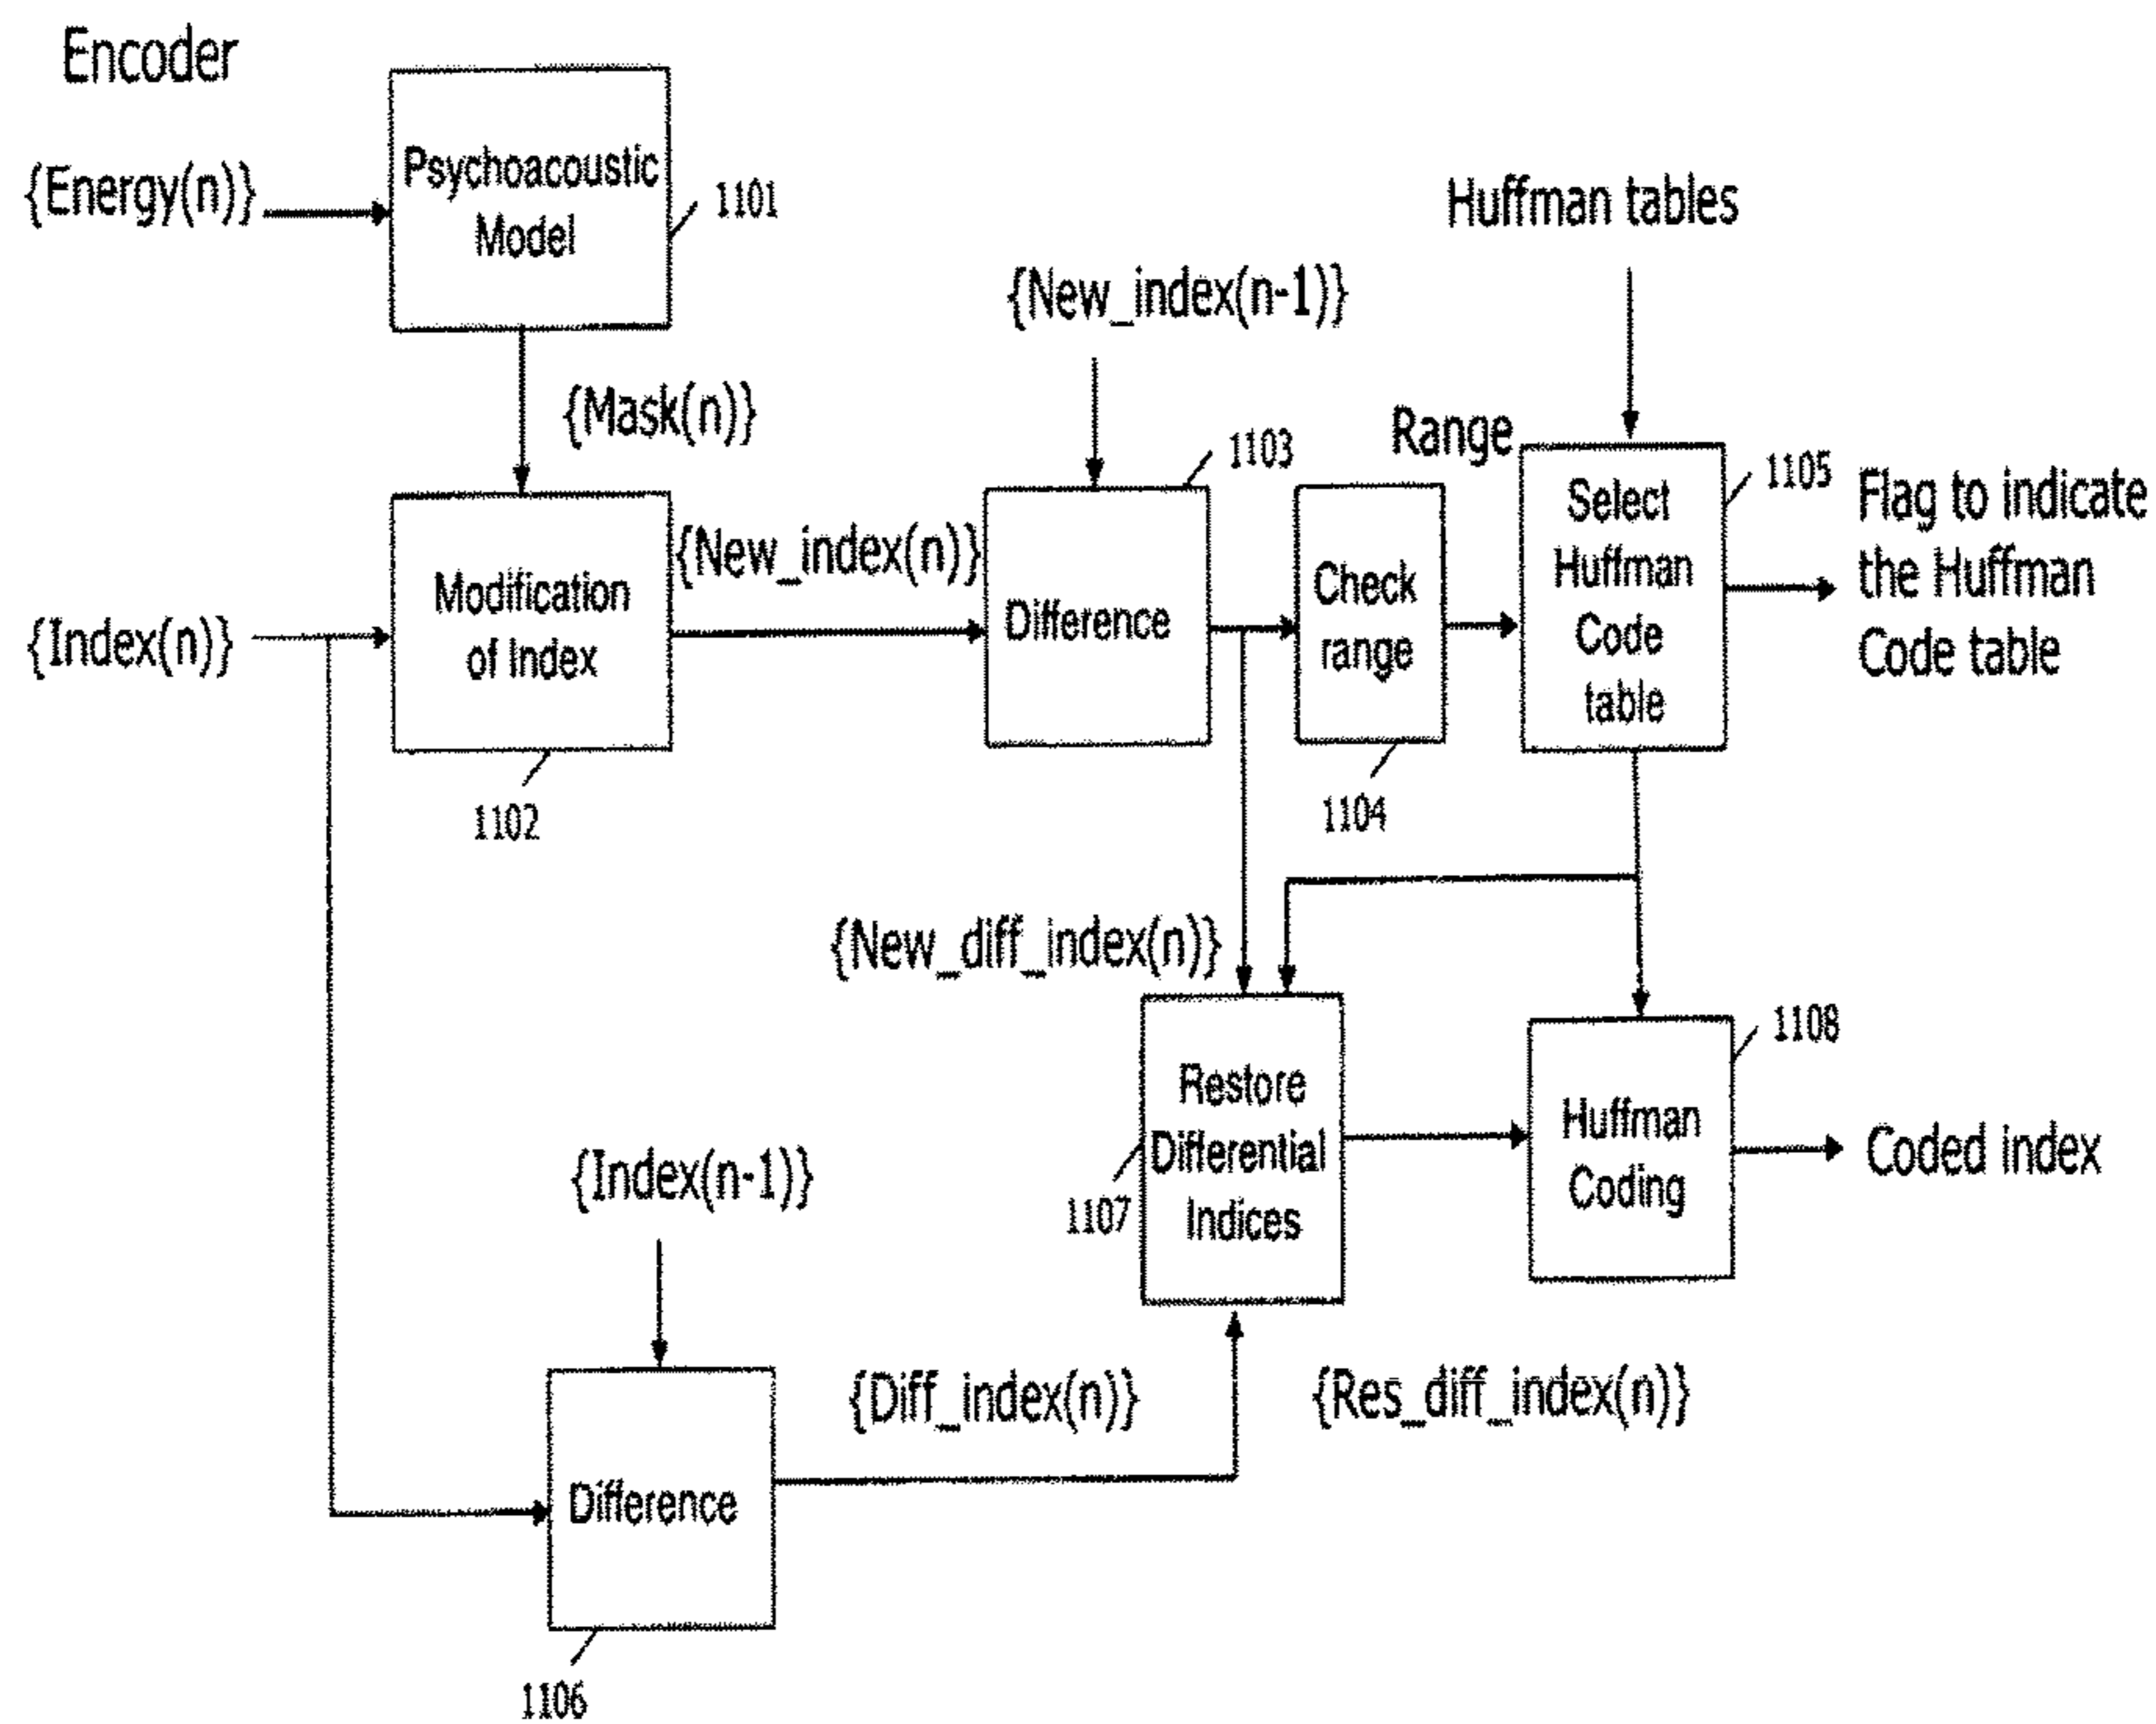 Encoder
{Energy(n)}
Psychoacoustic
Model
1101
{Mask(n)}
{Index(n)}
Modification
of Index
1102
{New_index(n)}
{New_index(n-1)}
Difference
1103
Check
range
1104
Range
Huffman tables
Select
Huffman
Code
table
1105
Flag to indicate
the Huffman
Code table
{New_diff_index(n)}
Restore
Differential
Indices
1107
Huffman
Coding
1108
Coded index
{Index(n-1)}
Difference
1106
{Diff_index(n)}
{Res_diff_index(n)}